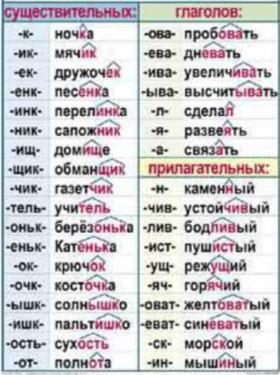 существительных:
-к- ночка
-ик- мячик
-ек- дружочек
-енк- песенка
-инк- перелинка
-ник- сапожник
-ищ- домище
-щик- обманщик
-чик- газетчик
-тель- учитель
-оньк- берёзонька
-еньк- Катенька
-ок- крючок
-очк- косточка
-ышк- солнышко
-ишк- пальтишко
-ость- сухость
-от- полнота
глаголов:
-ова- пробовать
-ева- дневать
-ива- увеличивать
-ыва- высчитывать
-л- сделал
-я- развеять
-а- связать
прилагательных:
-н- каменный
-чив- устойчивый
-лив- бодливый
-ист- пушистый
-ущ- режущий
-яч- горячий
-оват- желтоватый
-еват- синеватый
-ск- морской
-ин- мышиный